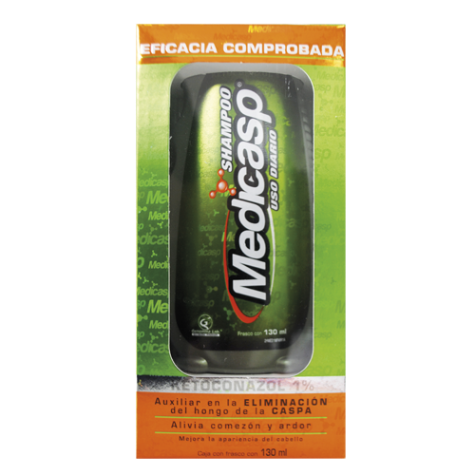 EFICACIA COMPROBADA
SHAMPOO
Medicasp®
USO DIARIO
Frasco con 130 ml
KETOCONAZOL 1%
Auxiliar en la ELIMINACIÓN
del hongo de la CASPA
Alivia comezón y ardor
Mejora la apariencia del cabello
Caja con frasco con 130 ml